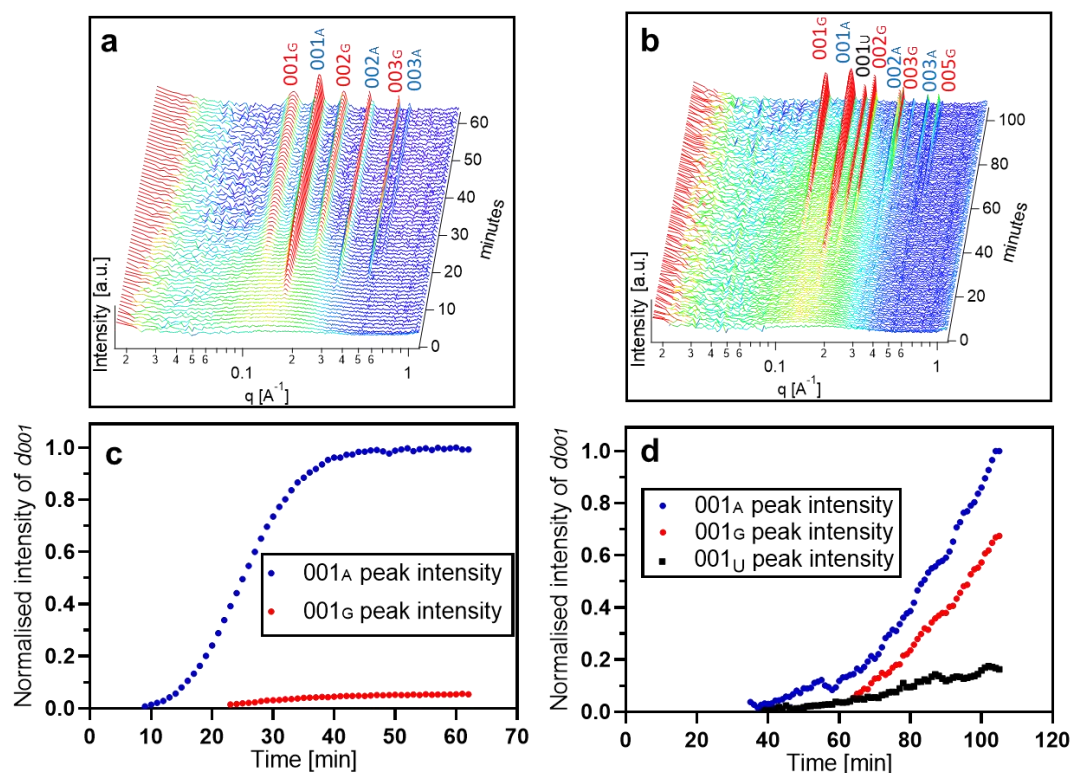 a
001G
001A
002G
002A
003G
003A
60
50
40
30
20
10
0
minutes
Intensity [a.u.]
2 3 4 5 6 2 3 4 5 6
0.1 1
q [A⁻¹]
b
001G
001A
001U
002G
002A
003G
003A
005G
100
80
60
40
20
0
minutes
Intensity [a.u.]
2 3 4 5 6 2 3 4 5 6
0.1 1
q [A⁻¹]
c
Normalised intensity of d001
1.0
0.8
0.6
0.4
0.2
0.0
001A peak intensity
001G peak intensity
0 10 20 30 40 50 60 70
Time [min]
d
Normalised intensity of d001
1.0
0.8
0.6
0.4
0.2
0.0
001A peak intensity
001G peak intensity
001U peak intensity
0 20 40 60 80 100 120
Time [min]